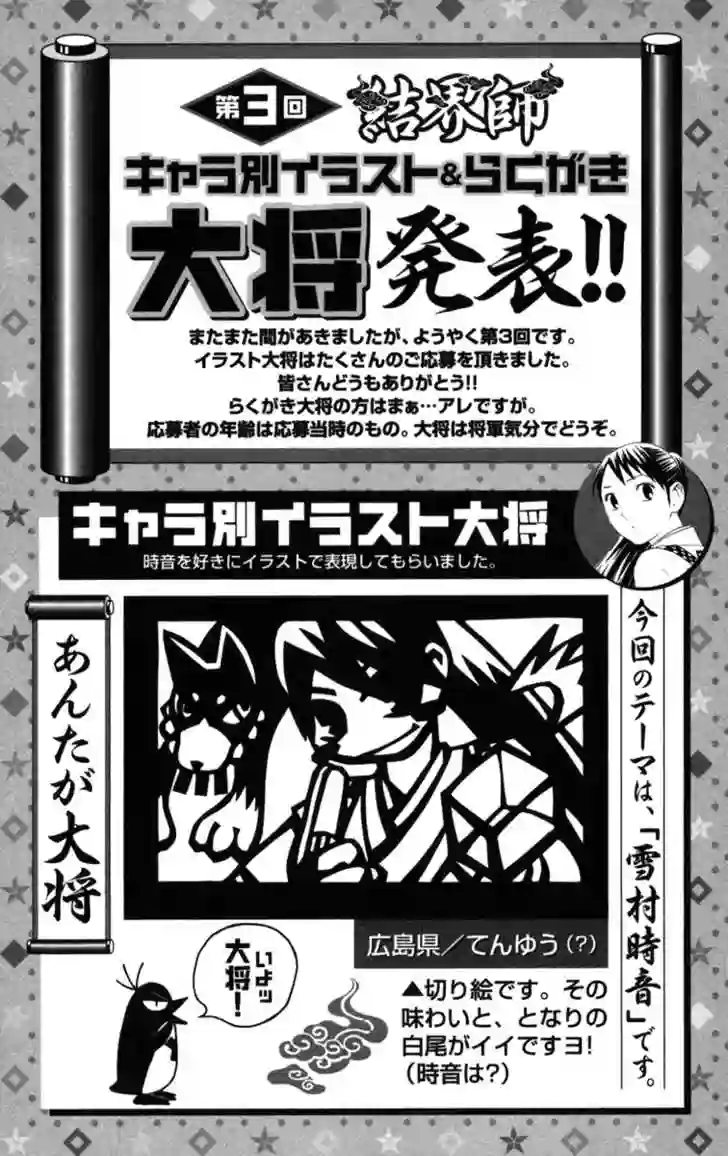 第3回 結界師
キャラ別イラスト&らくがき
大将発表!!
またまた間があきましたが、ようやく第3回です。
イラスト大将はたくさんのご応募を頂きました。
皆さんどうもありがとう!!
らくがき大将の方はまぁ…アレですが。
応募者の年齢は応募当時のもの。大将は将軍気分でどうぞ。
キャラ別イラスト大将
時音を好きにイラストで表現してもらいました。
今回のテーマは、「雪村時音」です。
あんたが大将
広島県/てんゆう(?)
▲切り絵です。その
味わいと、となりの
白尾がイイですヨ!
(時音は?)
いよッ
大将!